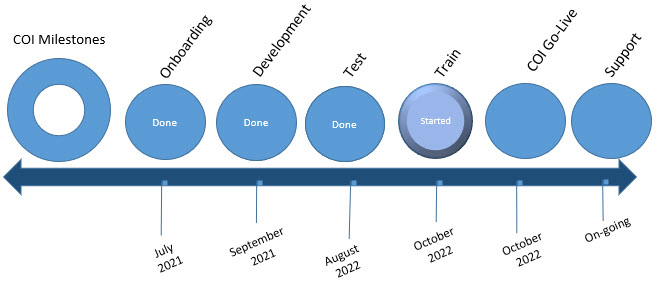 COI Milestones
Onboarding
Development
Test
Train
COI Go-Live
Support
Done
Done
Done
Started
July
2021
September
2021
August
2022
October
2022
October
2022
On-going